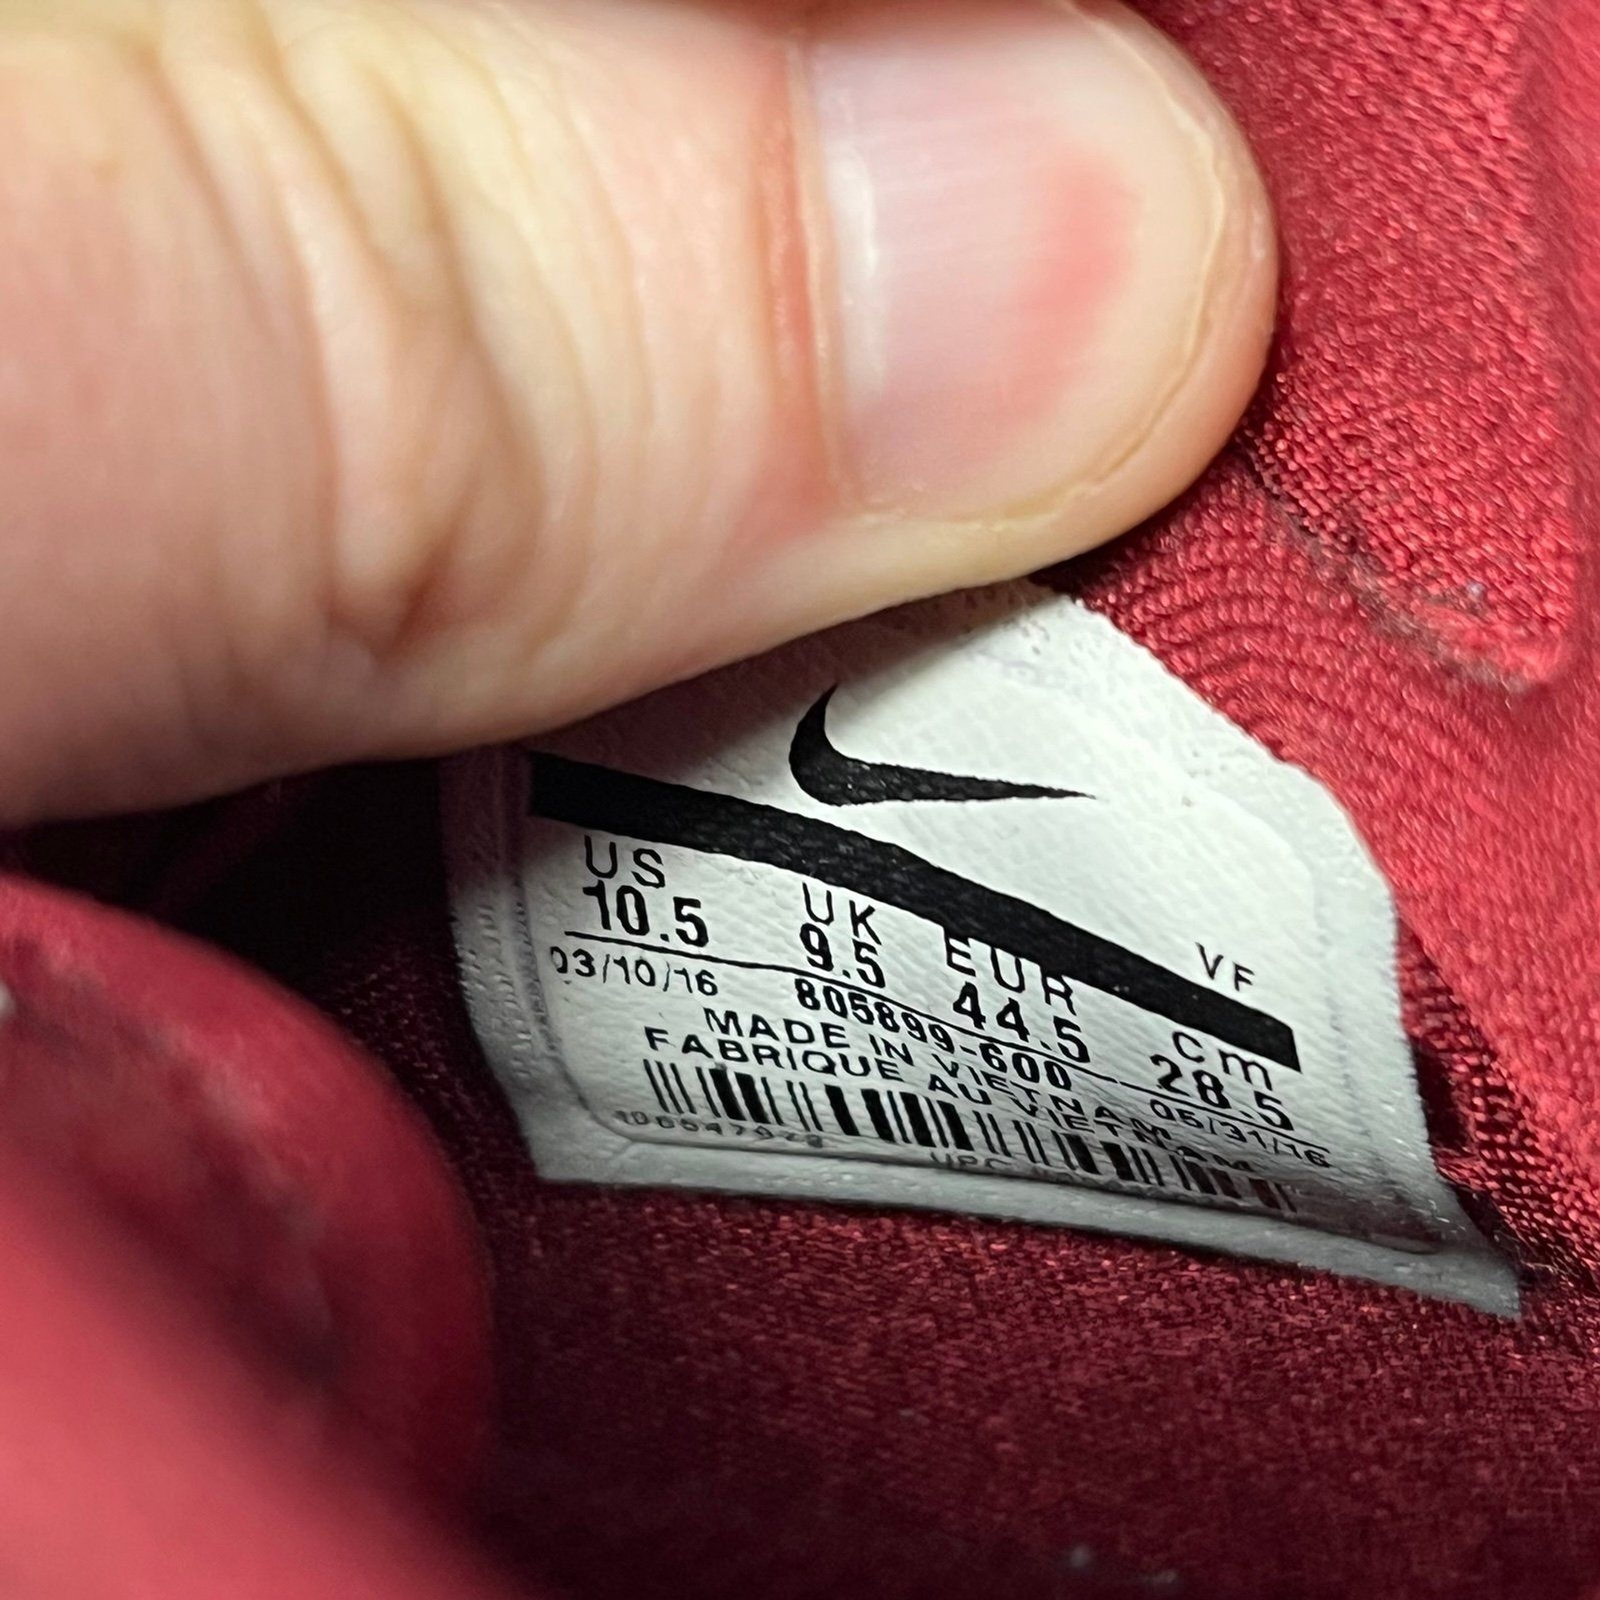 VF
US UK EUR cm
10.5 9.5 44.5 28.5
03/10/16 805899-600 05/31/16
MADE IN VIETNAM
FABRIQUE AU VIETNAM
UPC